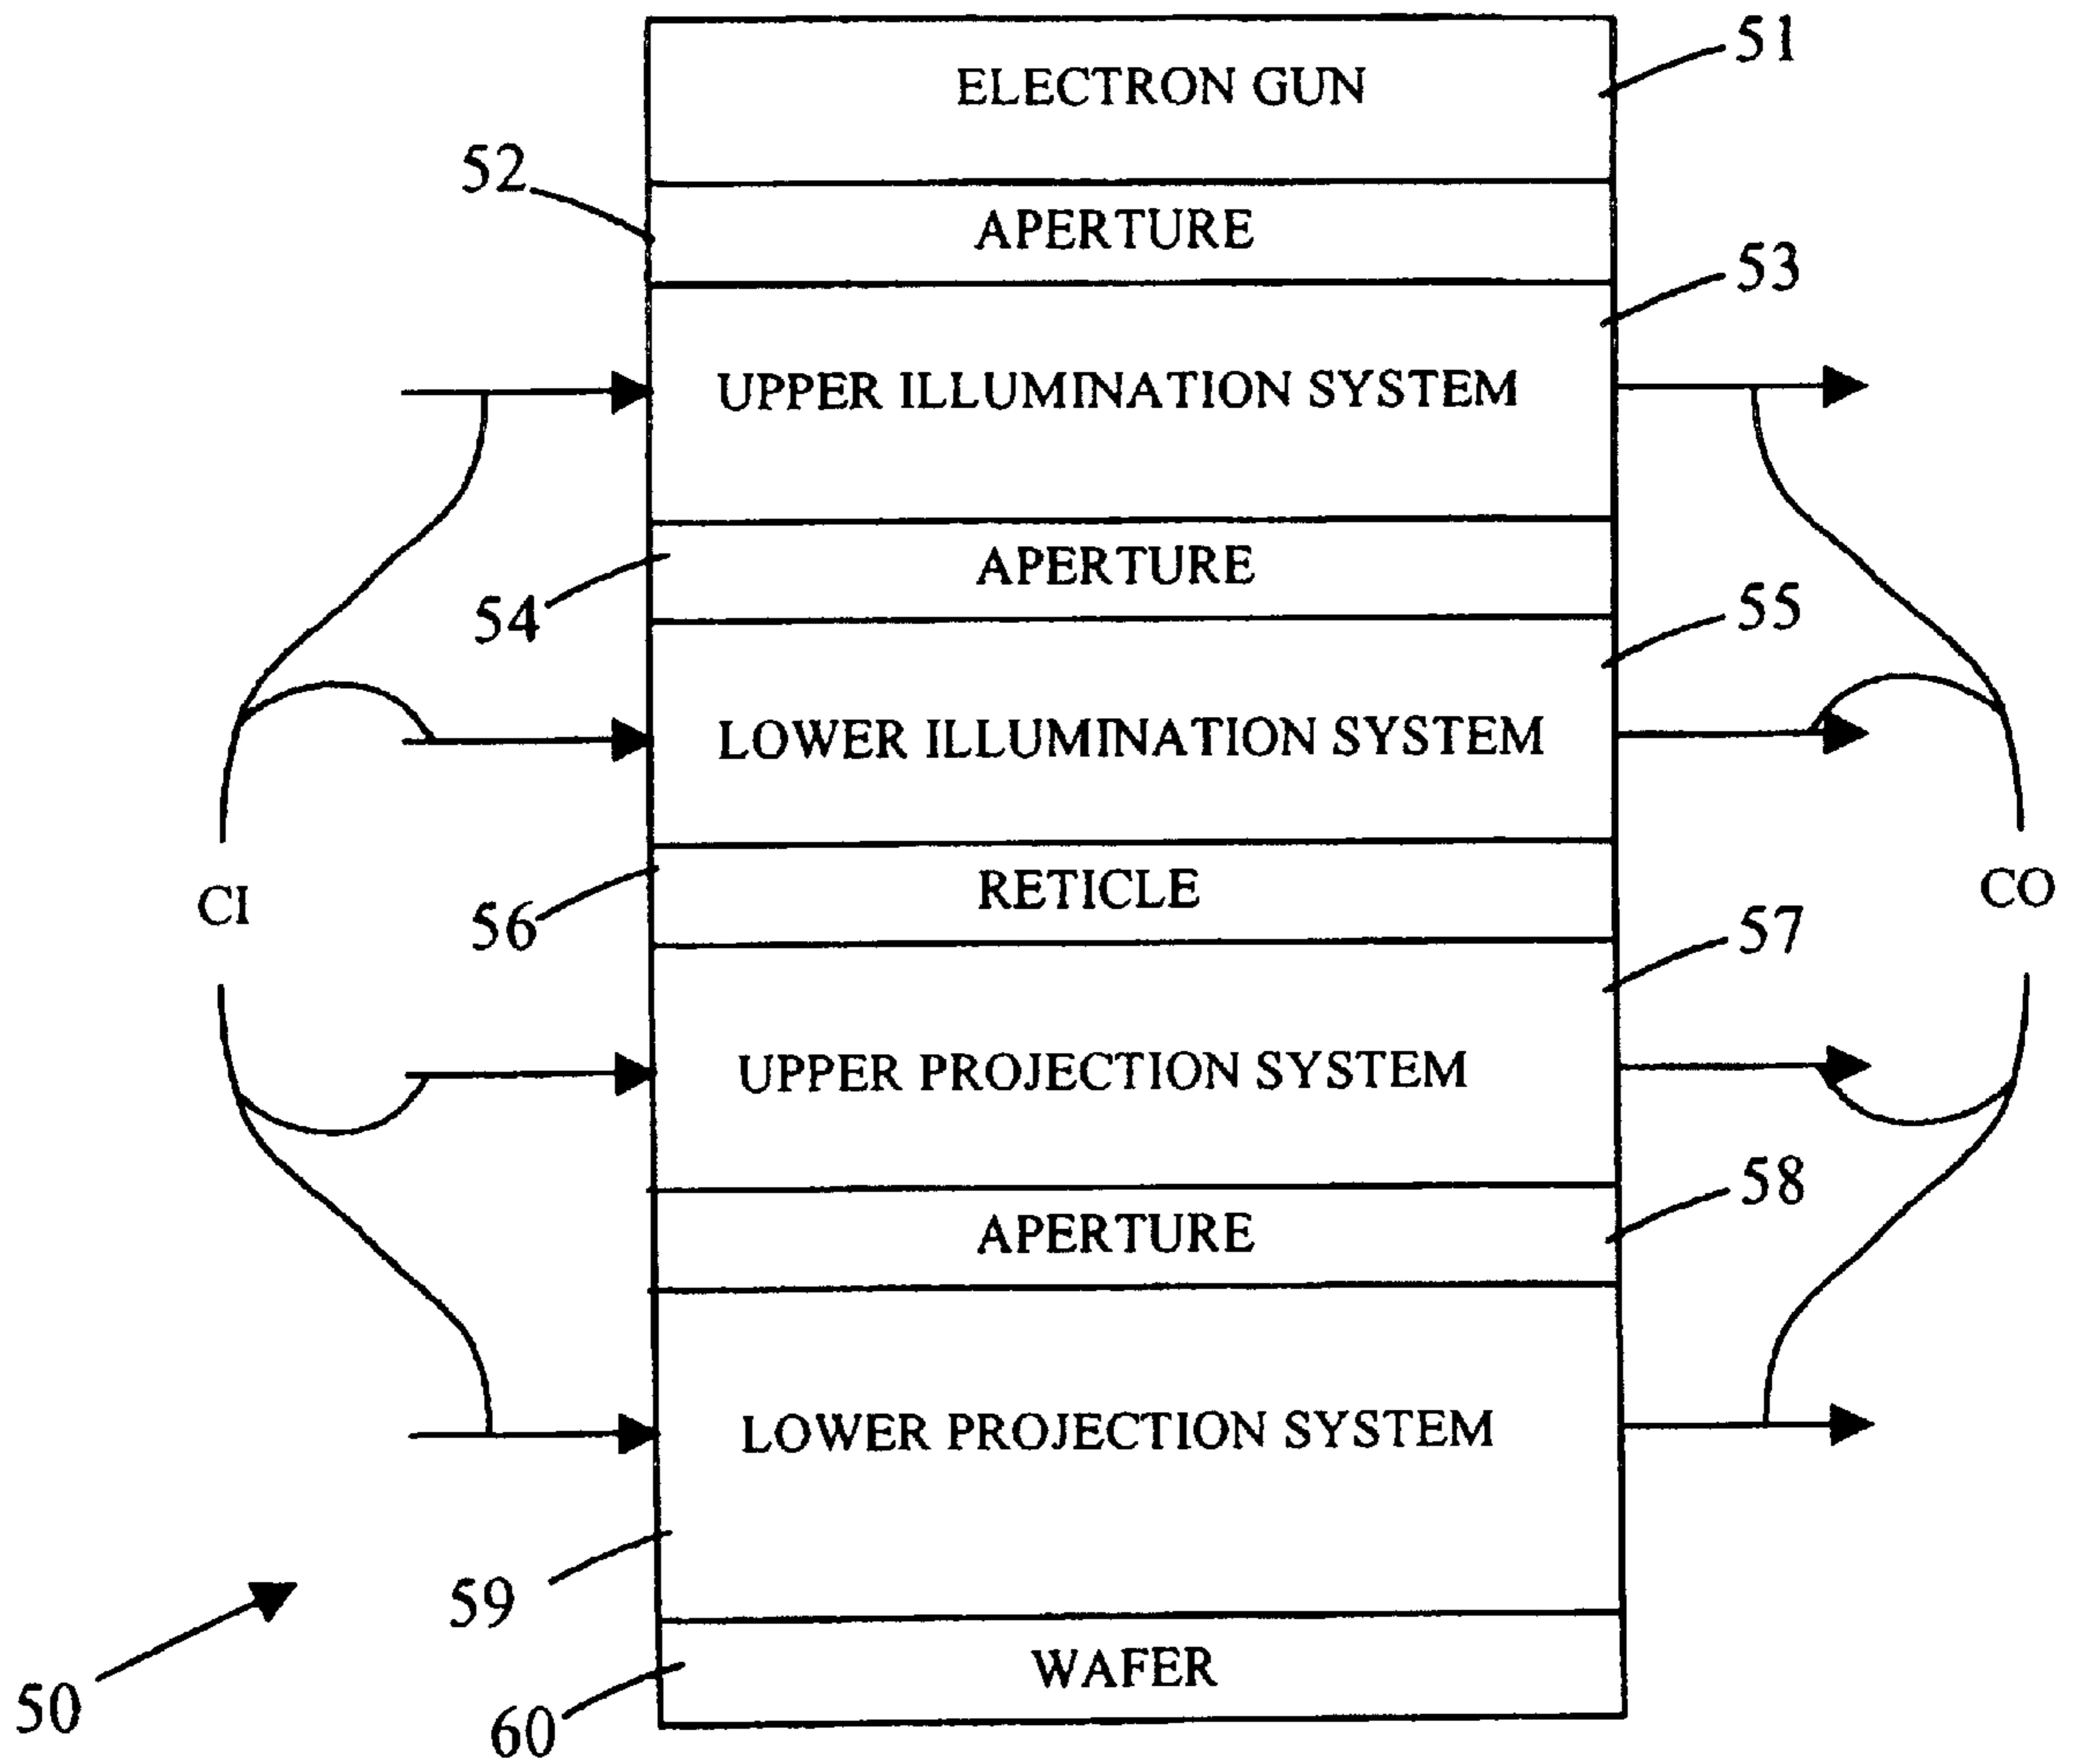 ELECTRON GUN
51
52
APERTURE
53
UPPER ILLUMINATION SYSTEM
54
APERTURE
55
LOWER ILLUMINATION SYSTEM
CI
56
RETICLE
CO
57
UPPER PROJECTION SYSTEM
58
APERTURE
LOWER PROJECTION SYSTEM
59
50
60
WAFER